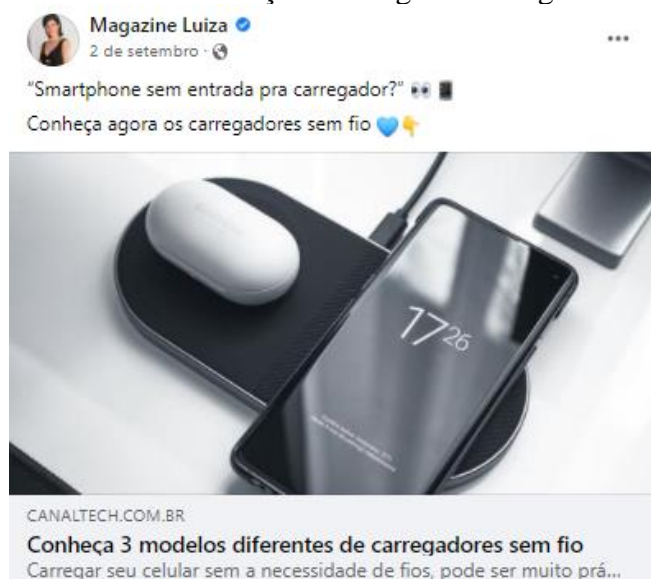 Magazine Luiza
2 de setembro ·
"Smartphone sem entrada pra carregador?" 👀 📱
Conheça agora os carregadores sem fio 💙👇
17 26
CANALTECH.COM.BR
Conheça 3 modelos diferentes de carregadores sem fio
Carregar seu celular sem a necessidade de fios, pode ser muito prá...